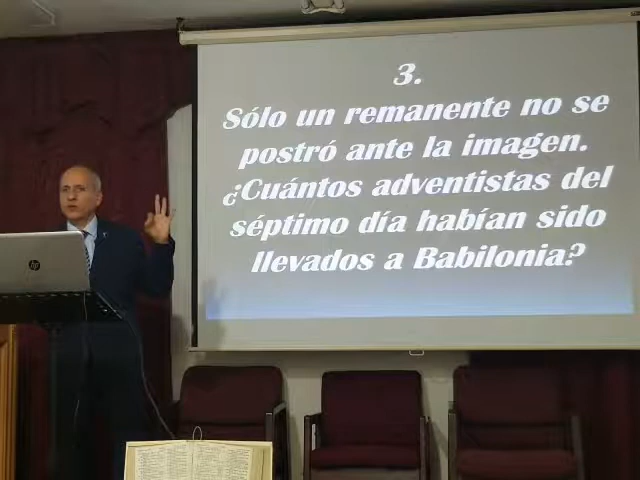 3.
Sólo un remanente no se
postró ante la imagen.
¿Cuántos adventistas del
séptimo día habían sido
llevados a Babilonia?
hp